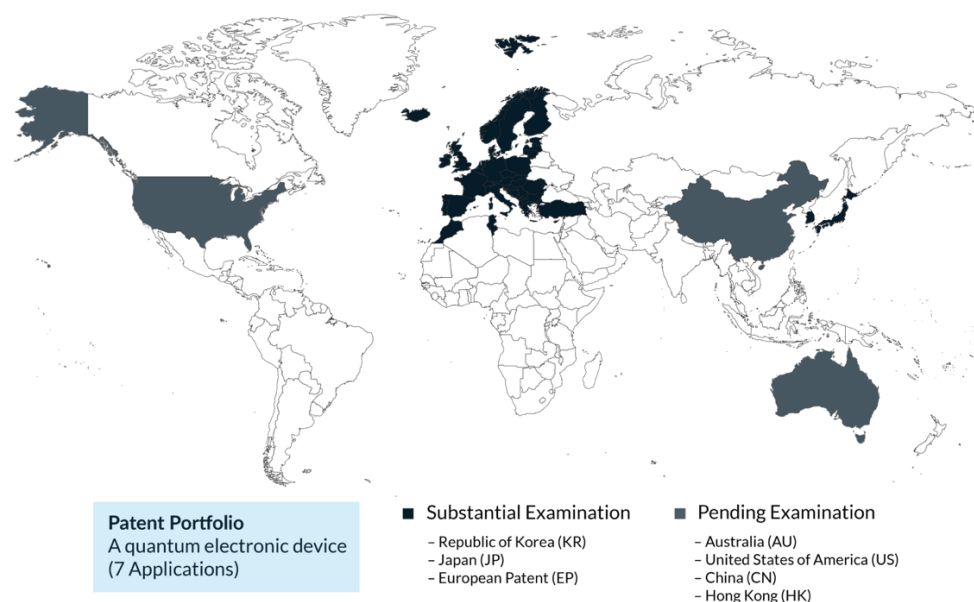 Patent Portfolio
A quantum electronic device
(7 Applications)
Substantial Examination
– Republic of Korea (KR)
– Japan (JP)
– European Patent (EP)
Pending Examination
– Australia (AU)
– United States of America (US)
– China (CN)
– Hong Kong (HK)